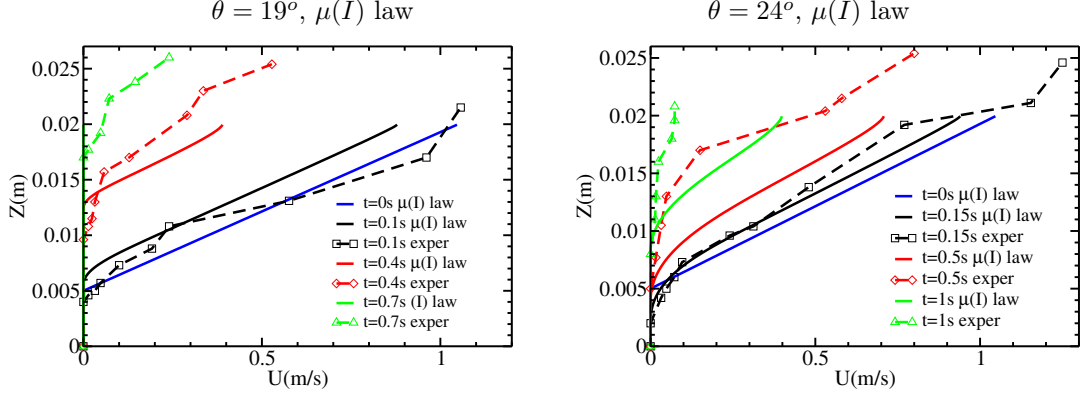 θ = 19°, μ(I) law
0.025
0.02
0.015
0.01
0.005
0
Z(m)
0 0.5 1
U(m/s)
t=0s μ(I) law
t=0.1s μ(I) law
t=0.1s exper
t=0.4s μ(I) law
t=0.4s exper
t=0.7s (I) law
t=0.7s exper
θ = 24°, μ(I) law
0.025
0.02
0.015
0.01
0.005
0
Z(m)
0 0.5 1
U(m/s)
t=0s μ(I) law
t=0.15s μ(I) law
t=0.15s exper
t=0.5s μ(I) law
t=0.5s exper
t=1s μ(I) law
t=1s exper